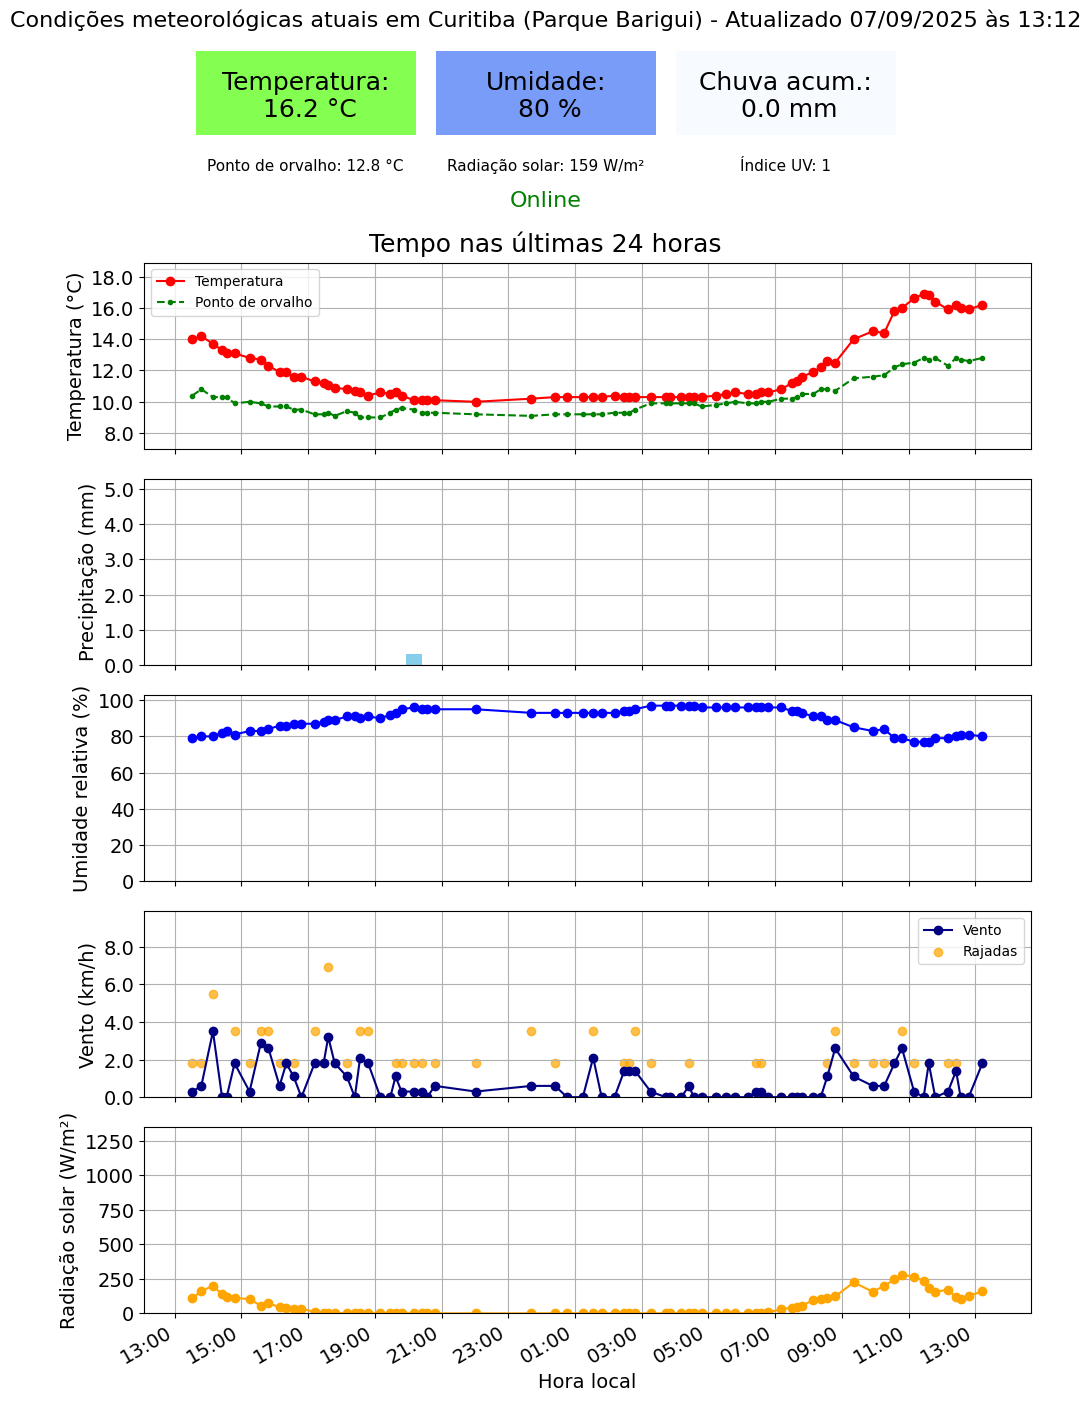 Condições meteorológicas atuais em Curitiba (Parque Barigui) - Atualizado 07/09/2025 às 13:12
Temperatura:
16.2 °C
Umidade:
80 %
Chuva acum.:
0.0 mm
Ponto de orvalho: 12.8 °C
Radiação solar: 159 W/m²
Índice UV: 1
Online
Tempo nas últimas 24 horas
Temperatura (°C)
18.0
16.0
14.0
12.0
10.0
8.0
Temperatura
Ponto de orvalho
Precipitação (mm)
5.0
4.0
3.0
2.0
1.0
0.0
Umidade relativa (%)
100
80
60
40
20
0
Vento (km/h)
8.0
6.0
4.0
2.0
0.0
Vento
Rajadas
Radiação solar (W/m²)
1250
1000
750
500
250
0
13:00
15:00
17:00
19:00
21:00
23:00
01:00
03:00
05:00
07:00
09:00
11:00
13:00
Hora local